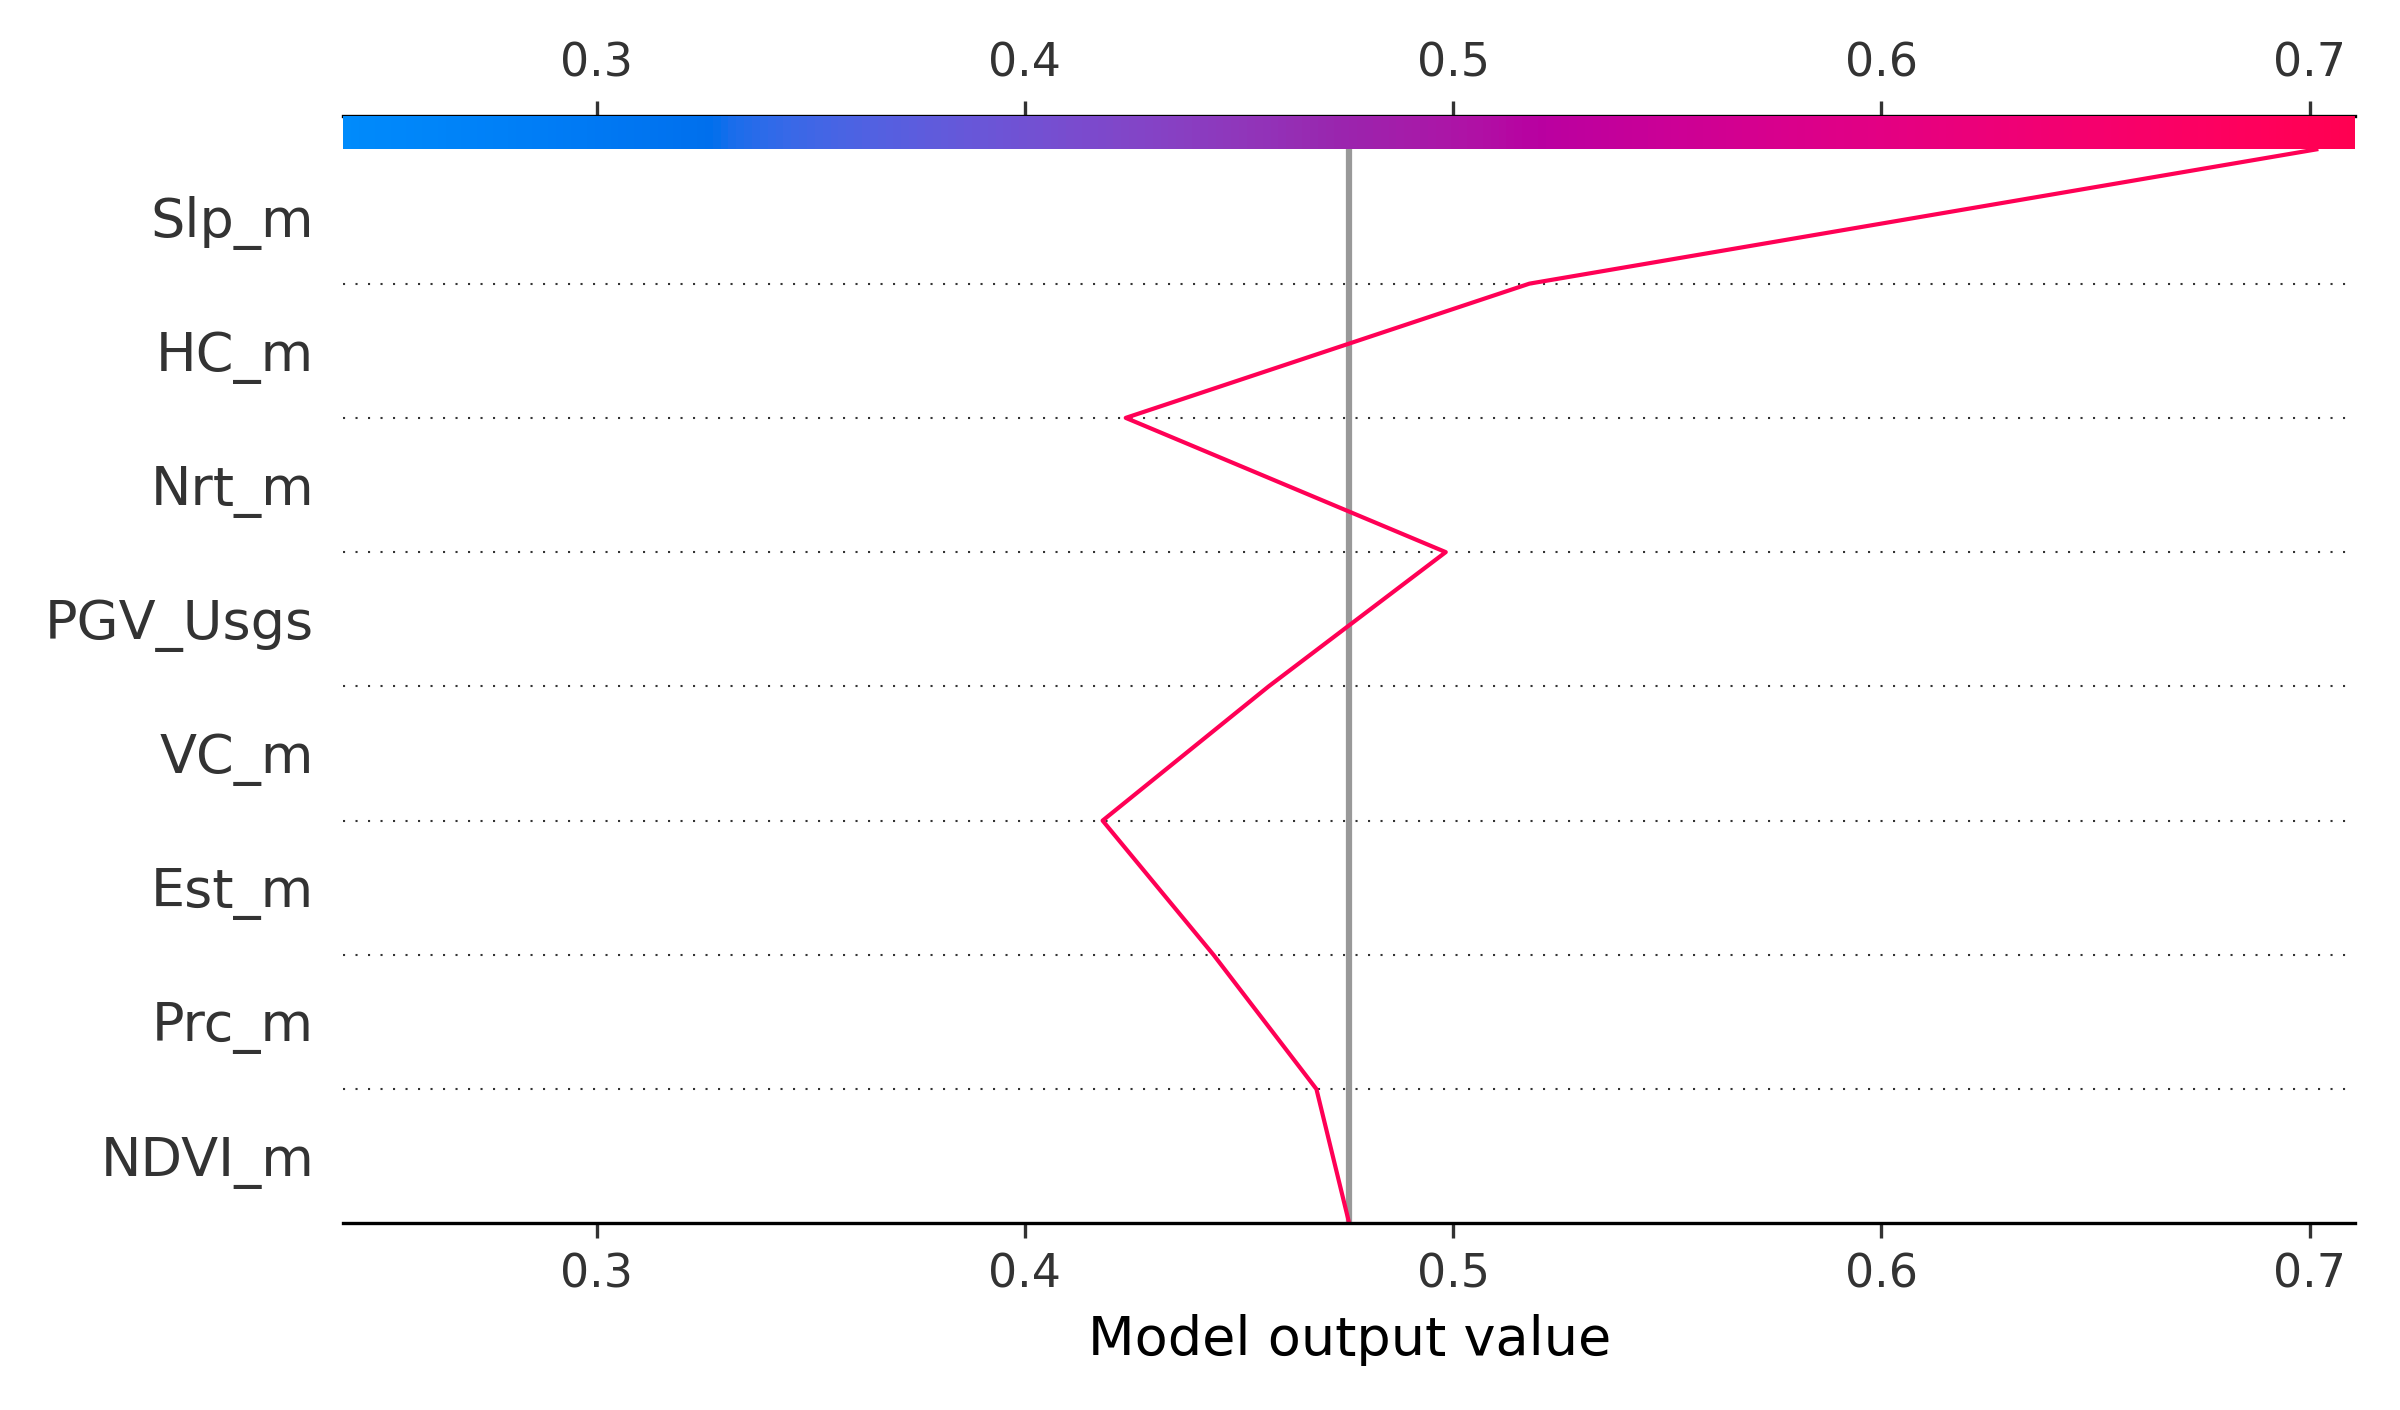 0.3 0.4 0.5 0.6 0.7
Slp_m
HC_m
Nrt_m
PGV_Usgs
VC_m
Est_m
Prc_m
NDVI_m
0.3 0.4 0.5 0.6 0.7
Model output value